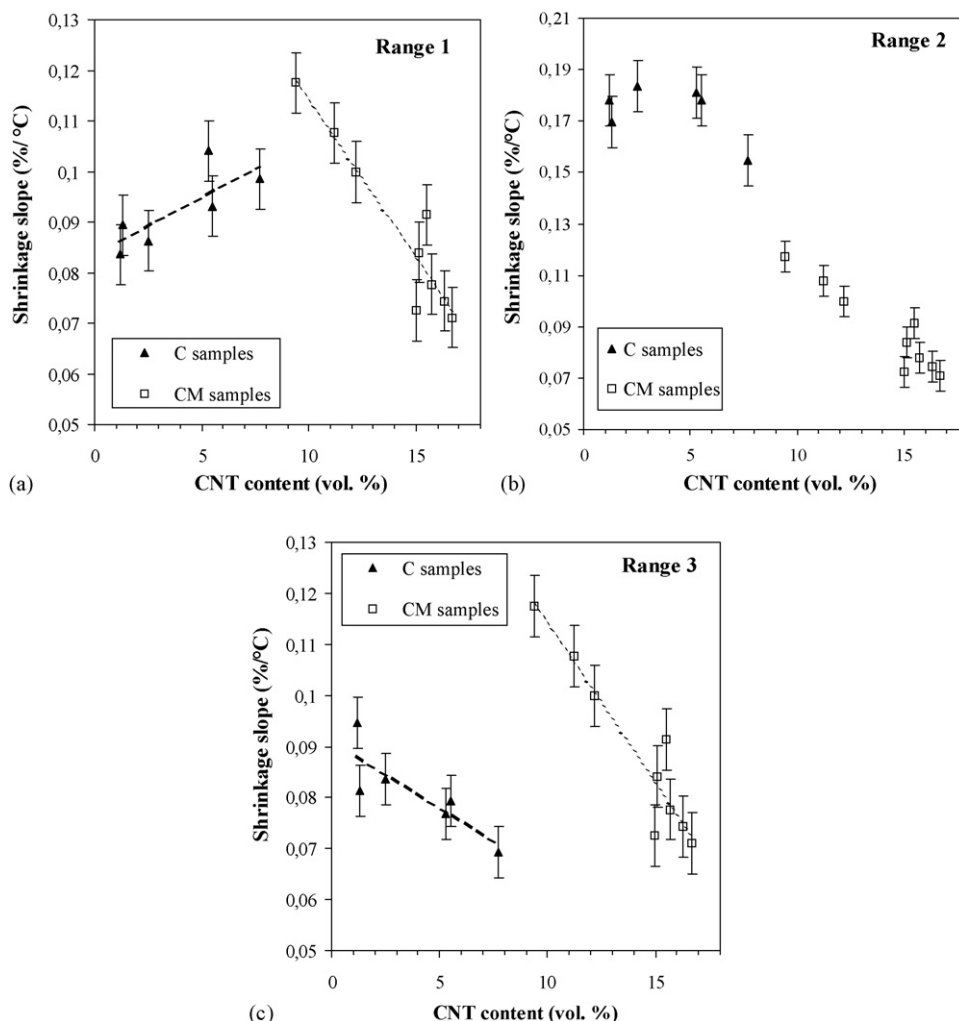 0,13
0,12
0,11
0,1
0,09
0,08
0,07
0,06
0,05
Shrinkage slope (%/°C)
Range 1
C samples
CM samples
0 5 10 15
CNT content (vol. %)
(a)
0,21
0,19
0,17
0,15
0,13
0,11
0,09
0,07
0,05
Shrinkage slope (%/°C)
Range 2
C samples
CM samples
0 5 10 15
CNT content (vol. %)
(b)
0,13
0,12
0,11
0,1
0,09
0,08
0,07
0,06
0,05
Shrinkage slope (%/°C)
C samples
CM samples
Range 3
0 5 10 15
CNT content (vol. %)
(c)